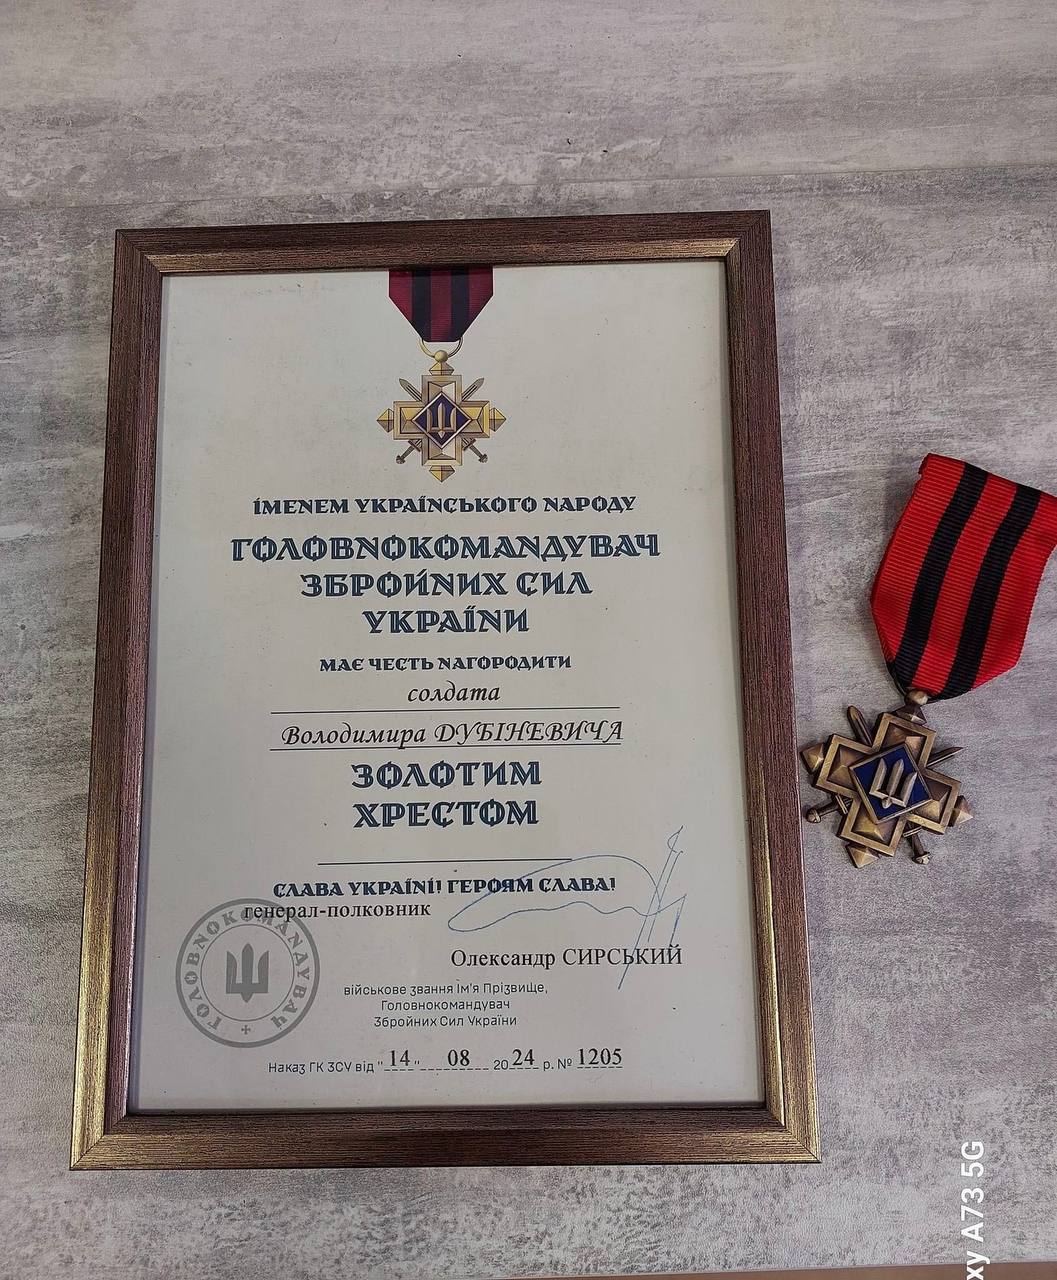 ІМЕНЕМ УКРАЇНСЬКОГО НАРОДУ
ГОЛОВНОКОМАНДУВАЧ
ЗБРОЙНИХ СИЛ
УКРАЇНИ
МАЄ ЧЕСТЬ НАГОРОДИТИ
солдата
Володимира ДУБІНЕВИЧА
ЗОЛОТИМ
ХРЕСТОМ
СЛАВА УКРАЇНІ! ГЕРОЯМ СЛАВА!
генерал-полковник
Олександр СИРСЬКИЙ
ГОЛОВНОКОМАНДУВАЧ
військове звання Ім'я Прізвище,
Головнокомандувач
Збройних Сил України
Наказ ГК ЗСУ від "14" 08 2024 р. № 1205
xy A73 5G